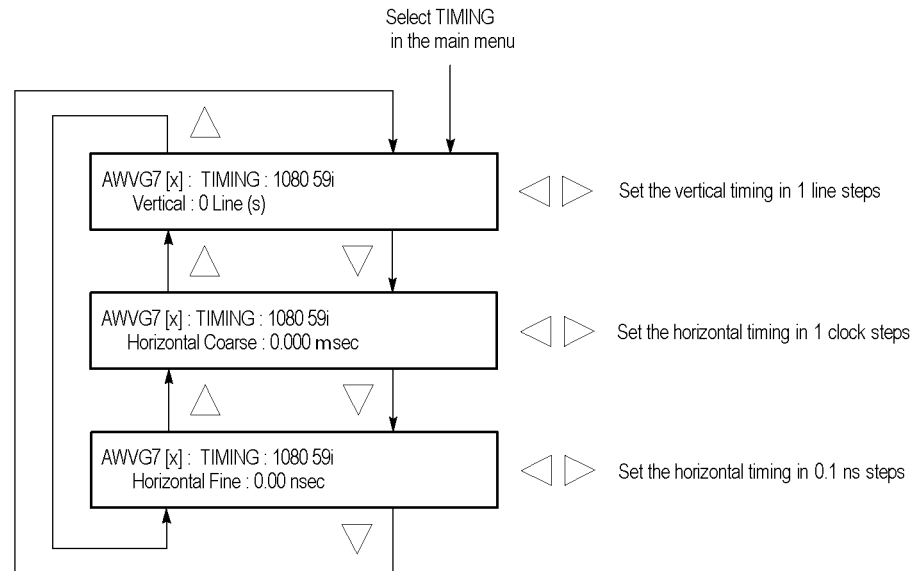 Select TIMING
in the main menu
AWVG7 [x] : TIMING : 1080 59i
Vertical : 0 Line (s)
Set the vertical timing in 1 line steps
AWVG7 [x] : TIMING : 1080 59i
Horizontal Coarse : 0.000 msec
Set the horizontal timing in 1 clock steps
AWVG7 [x] : TIMING : 1080 59i
Horizontal Fine : 0.00 nsec
Set the horizontal timing in 0.1 ns steps